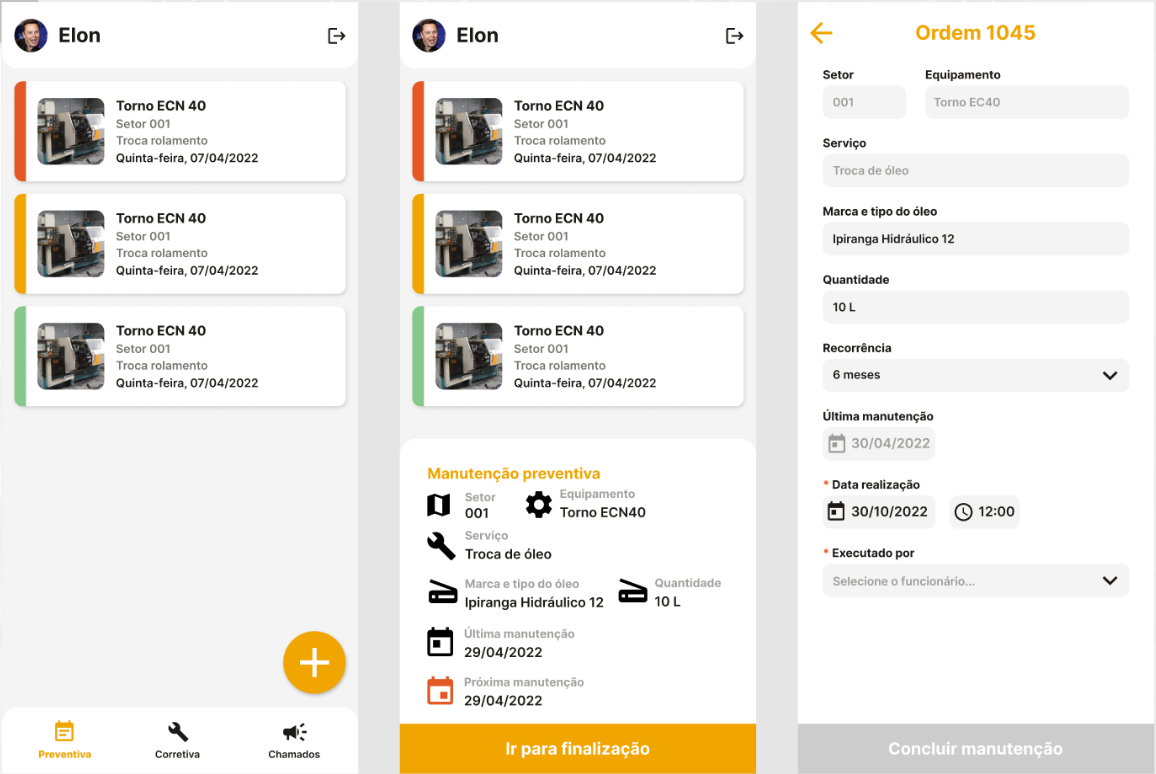 Elon
Torno ECN 40
Setor 001
Troca rolamento
Quinta-feira, 07/04/2022
Torno ECN 40
Setor 001
Troca rolamento
Quinta-feira, 07/04/2022
Torno ECN 40
Setor 001
Troca rolamento
Quinta-feira, 07/04/2022
Preventiva
Corretiva
Chamados
Elon
Torno ECN 40
Setor 001
Troca rolamento
Quinta-feira, 07/04/2022
Torno ECN 40
Setor 001
Troca rolamento
Quinta-feira, 07/04/2022
Torno ECN 40
Setor 001
Troca rolamento
Quinta-feira, 07/04/2022
Manutenção preventiva
Setor
001
Equipamento
Torno ECN40
Serviço
Troca de óleo
Marca e tipo do óleo
Ipiranga Hidráulico 12
Quantidade
10 L
Última manutenção
29/04/2022
Próxima manutenção
29/04/2022
Ir para finalização
Ordem 1045
Setor
001
Equipamento
Torno EC40
Serviço
Troca de óleo
Marca e tipo do óleo
Ipiranga Hidráulico 12
Quantidade
10 L
Recorrência
6 meses
Última manutenção
30/04/2022
* Data realização
30/10/2022
12:00
* Executado por
Selecione o funcionário...
Concluir manutenção